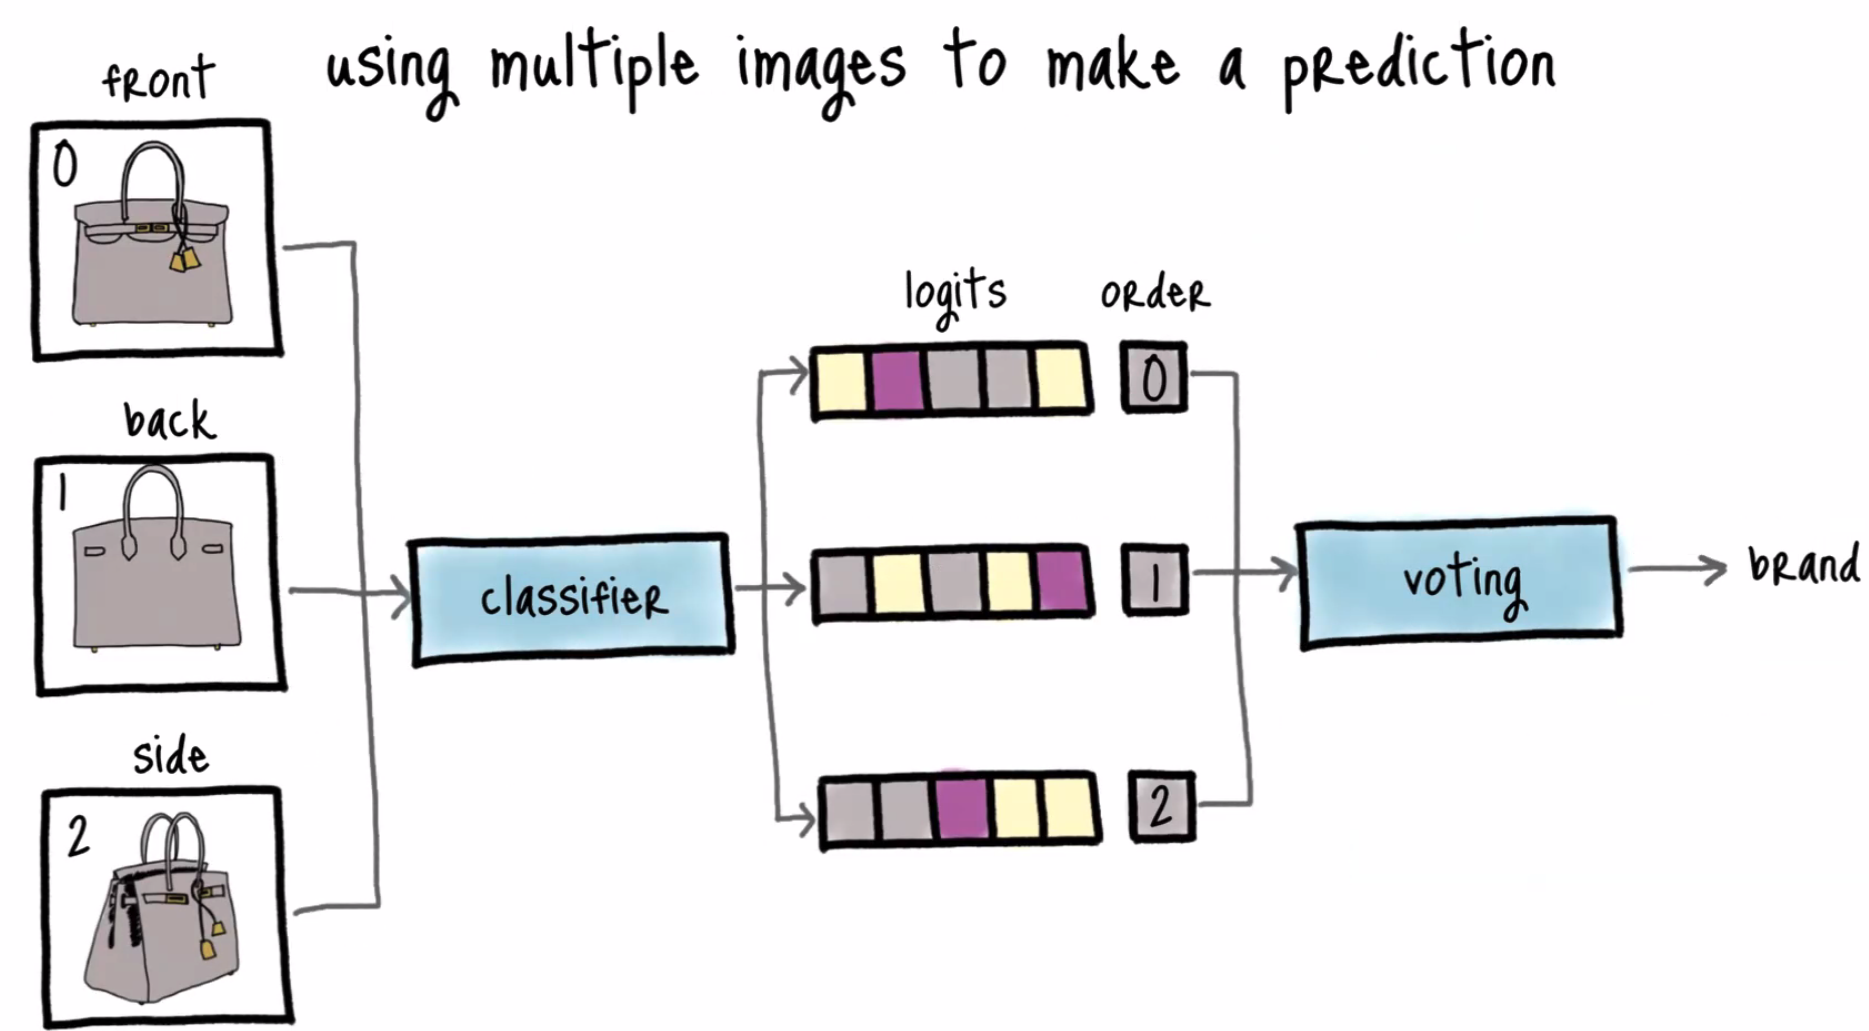 using multiple images to make a prediction
front
0
back
1
side
2
classifier
logits
order
0
1
2
voting
brand